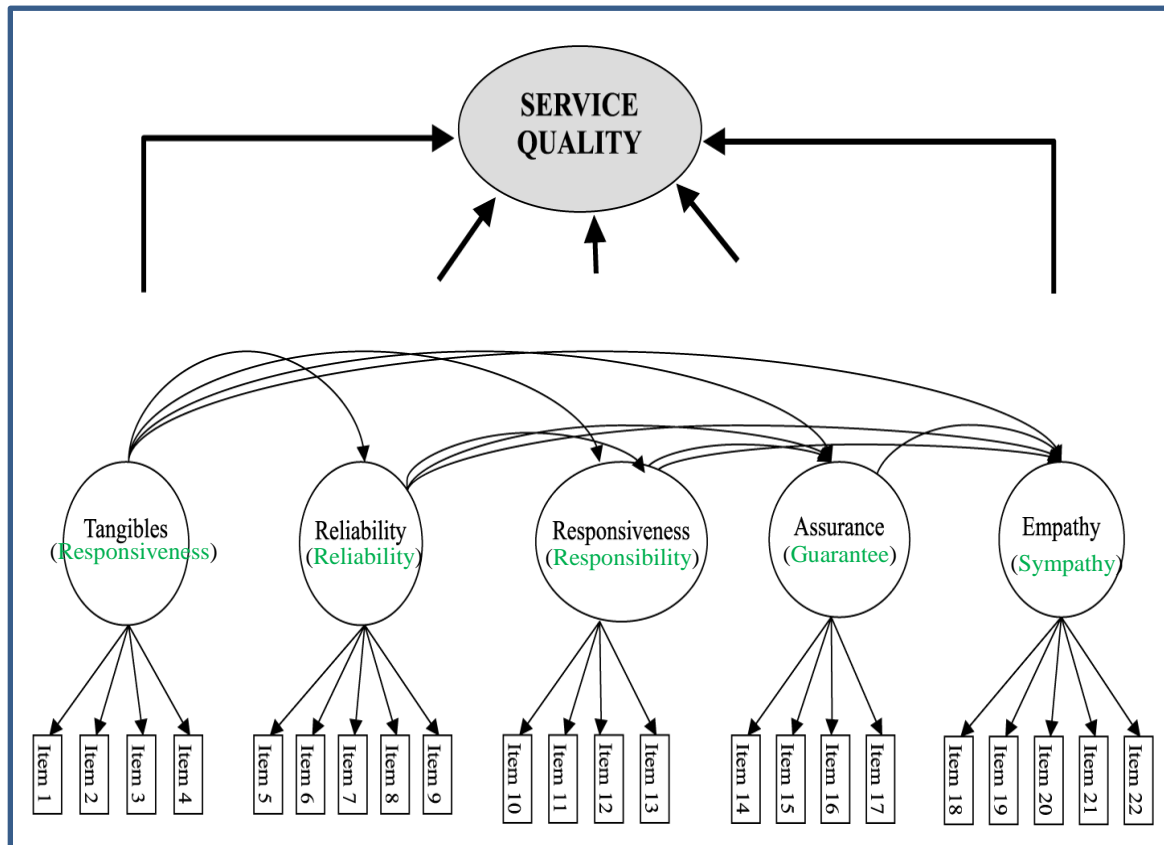 SERVICE
QUALITY
Tangibles
(Responsiveness)
Reliability
(Reliability)
Responsiveness
(Responsibility)
Assurance
(Guarantee)
Empathy
(Sympathy)
Item 1
Item 2
Item 3
Item 4
Item 5
Item 6
Item 7
Item 8
Item 9
Item 10
Item 11
Item 12
Item 13
Item 14
Item 15
Item 16
Item 17
Item 18
Item 19
Item 20
Item 21
Item 22